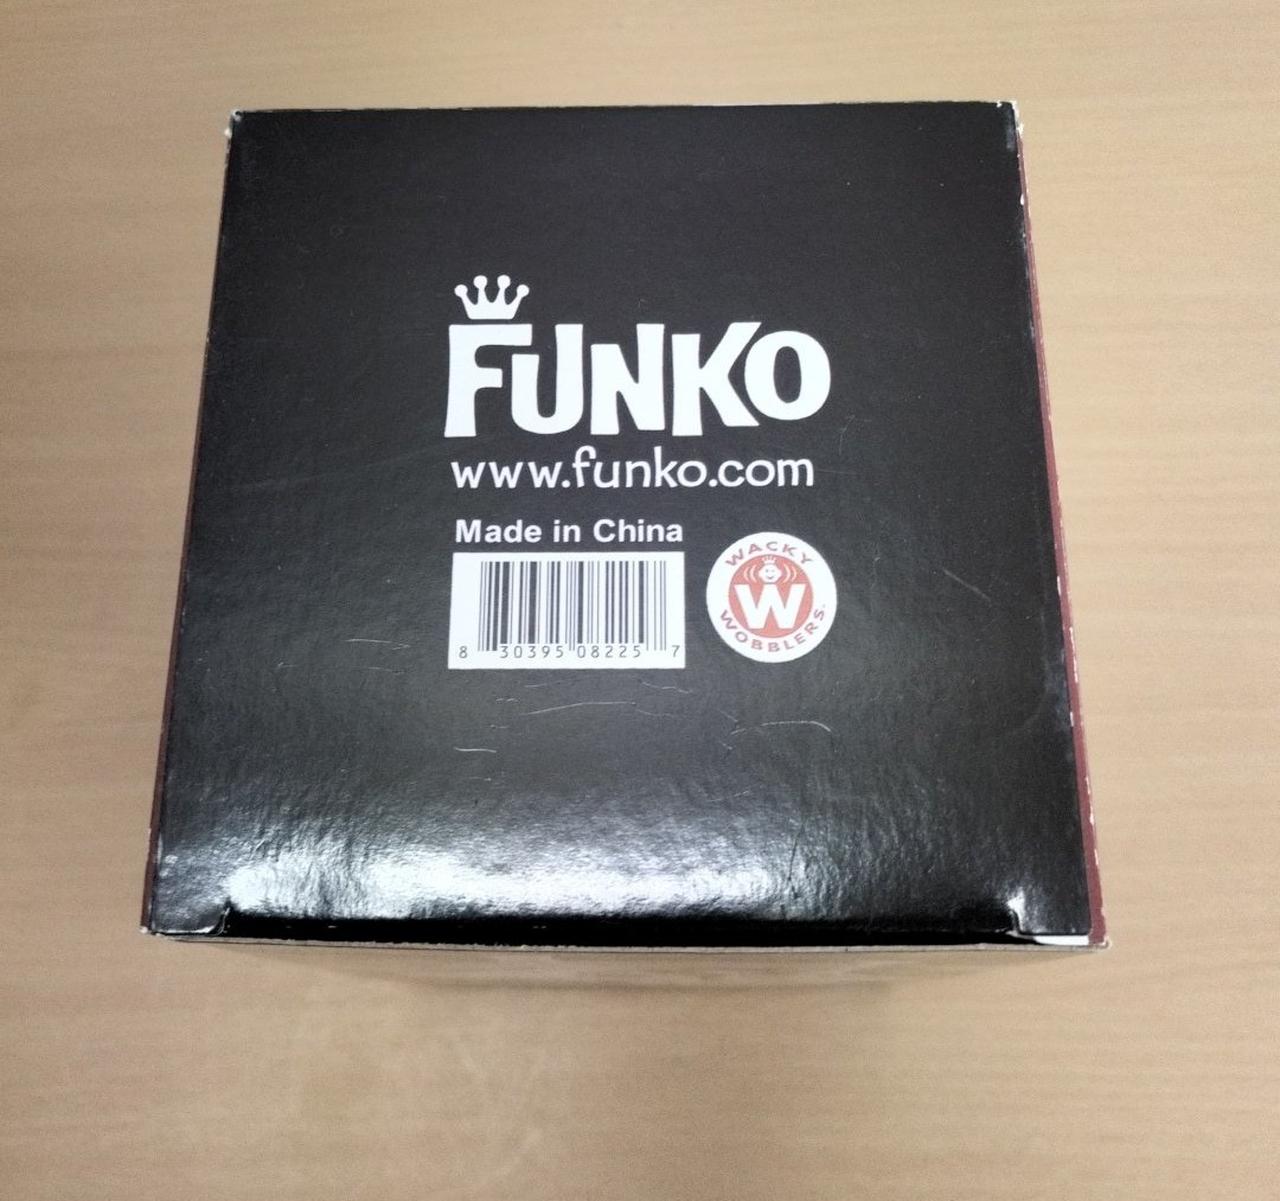 FUNKO
www.funko.com
Made in China
8 30395 08225 7
WACKY
W
WOBBLERS.